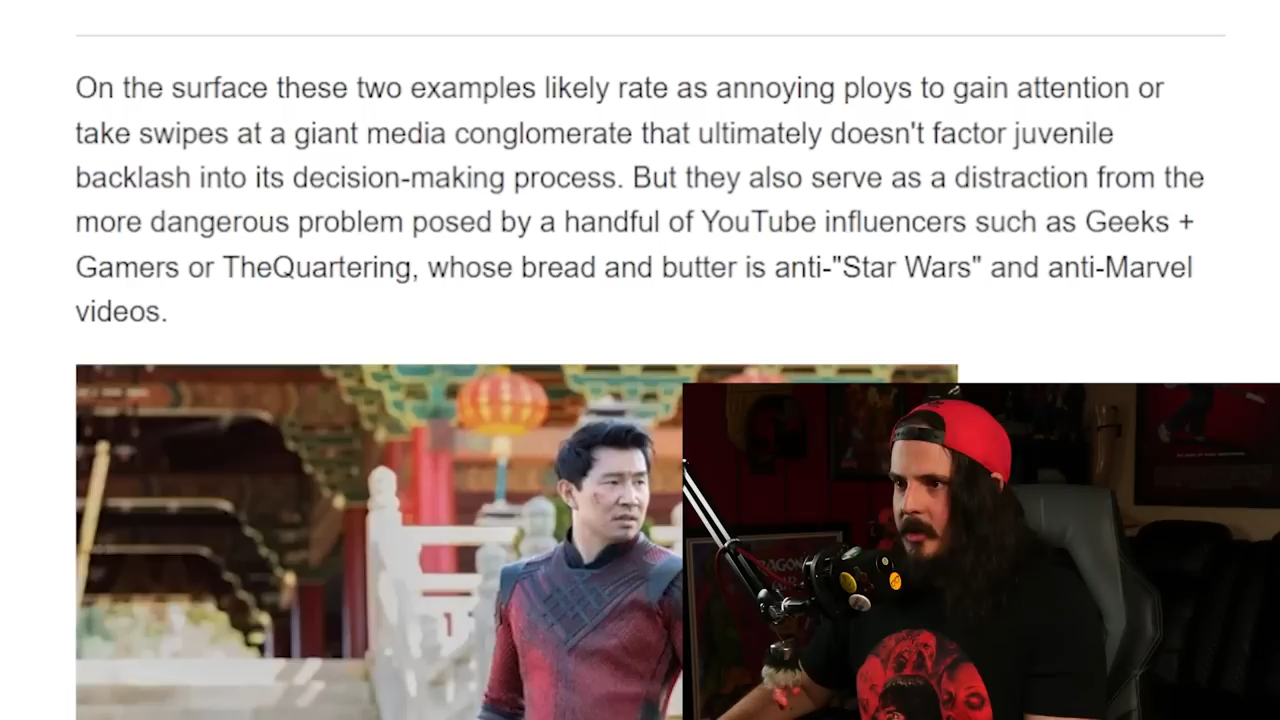 On the surface these two examples likely rate as annoying ploys to gain attention or
take swipes at a giant media conglomerate that ultimately doesn't factor juvenile
backlash into its decision-making process. But they also serve as a distraction from the
more dangerous problem posed by a handful of YouTube influencers such as Geeks +
Gamers or TheQuartering, whose bread and butter is anti-"Star Wars" and anti-Marvel
videos.